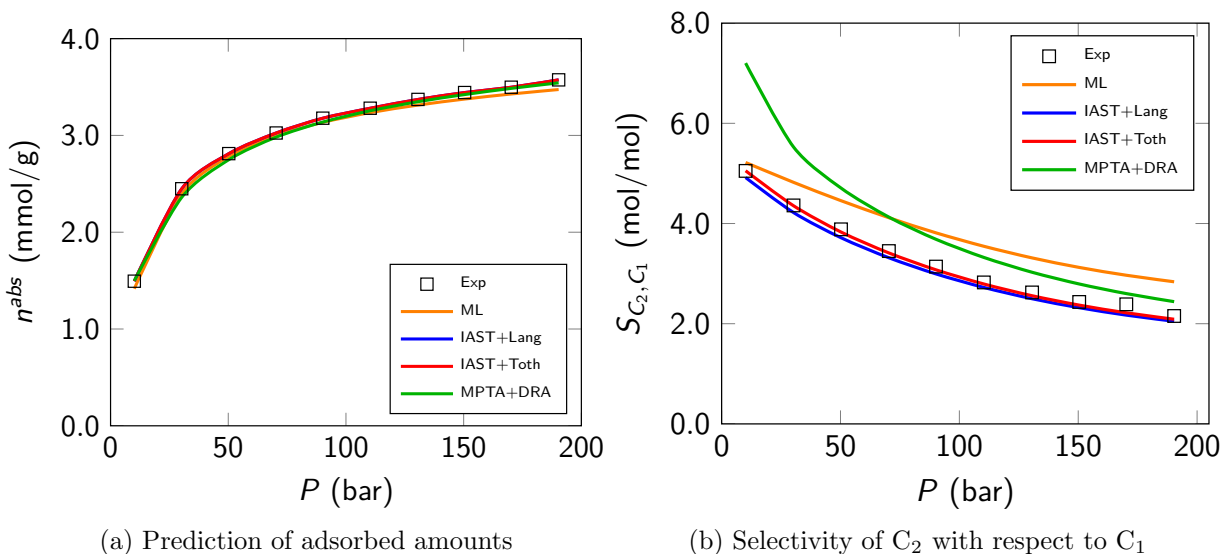 4.0
3.0
2.0
1.0
0.0
n^abs (mmol/g)
Exp
ML
IAST+Lang
IAST+Toth
MPTA+DRA
0 50 100 150 200
P (bar)
(a) Prediction of adsorbed amounts
8.0
6.0
4.0
2.0
0.0
S_{C_2,C_1} (mol/mol)
Exp
ML
IAST+Lang
IAST+Toth
MPTA+DRA
0 50 100 150 200
P (bar)
(b) Selectivity of C₂ with respect to C₁